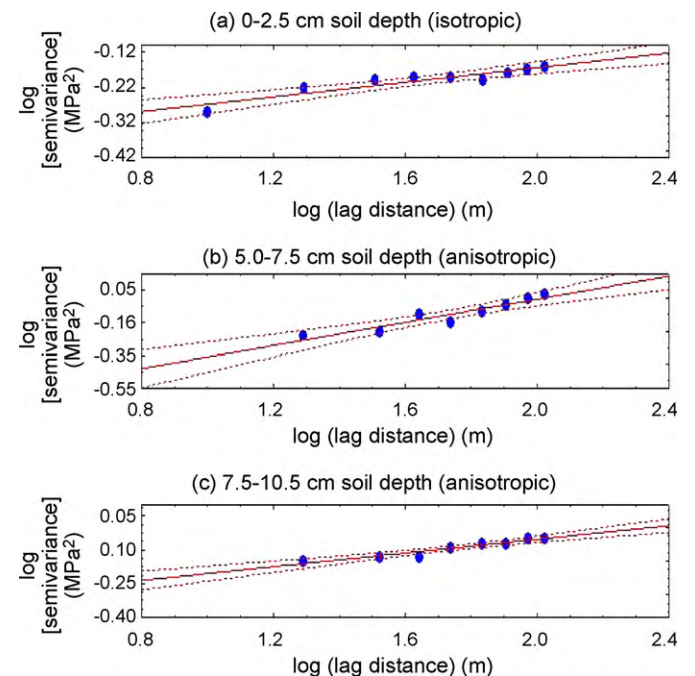 (a) 0-2.5 cm soil depth (isotropic)
log
[semivariance]
(MPa²)
-0.12
-0.22
-0.32
-0.42
0.8
1.2
1.6
2.0
2.4
log (lag distance) (m)
(b) 5.0-7.5 cm soil depth (anisotropic)
log
[semivariance]
(MPa²)
0.05
-0.16
-0.35
-0.55
0.8
1.2
1.6
2.0
2.4
log (lag distance) (m)
(c) 7.5-10.5 cm soil depth (anisotropic)
log
[semivariance]
(MPa²)
0.05
0.10
-0.25
-0.40
0.8
1.2
1.6
2.0
2.4
log (lag distance) (m)